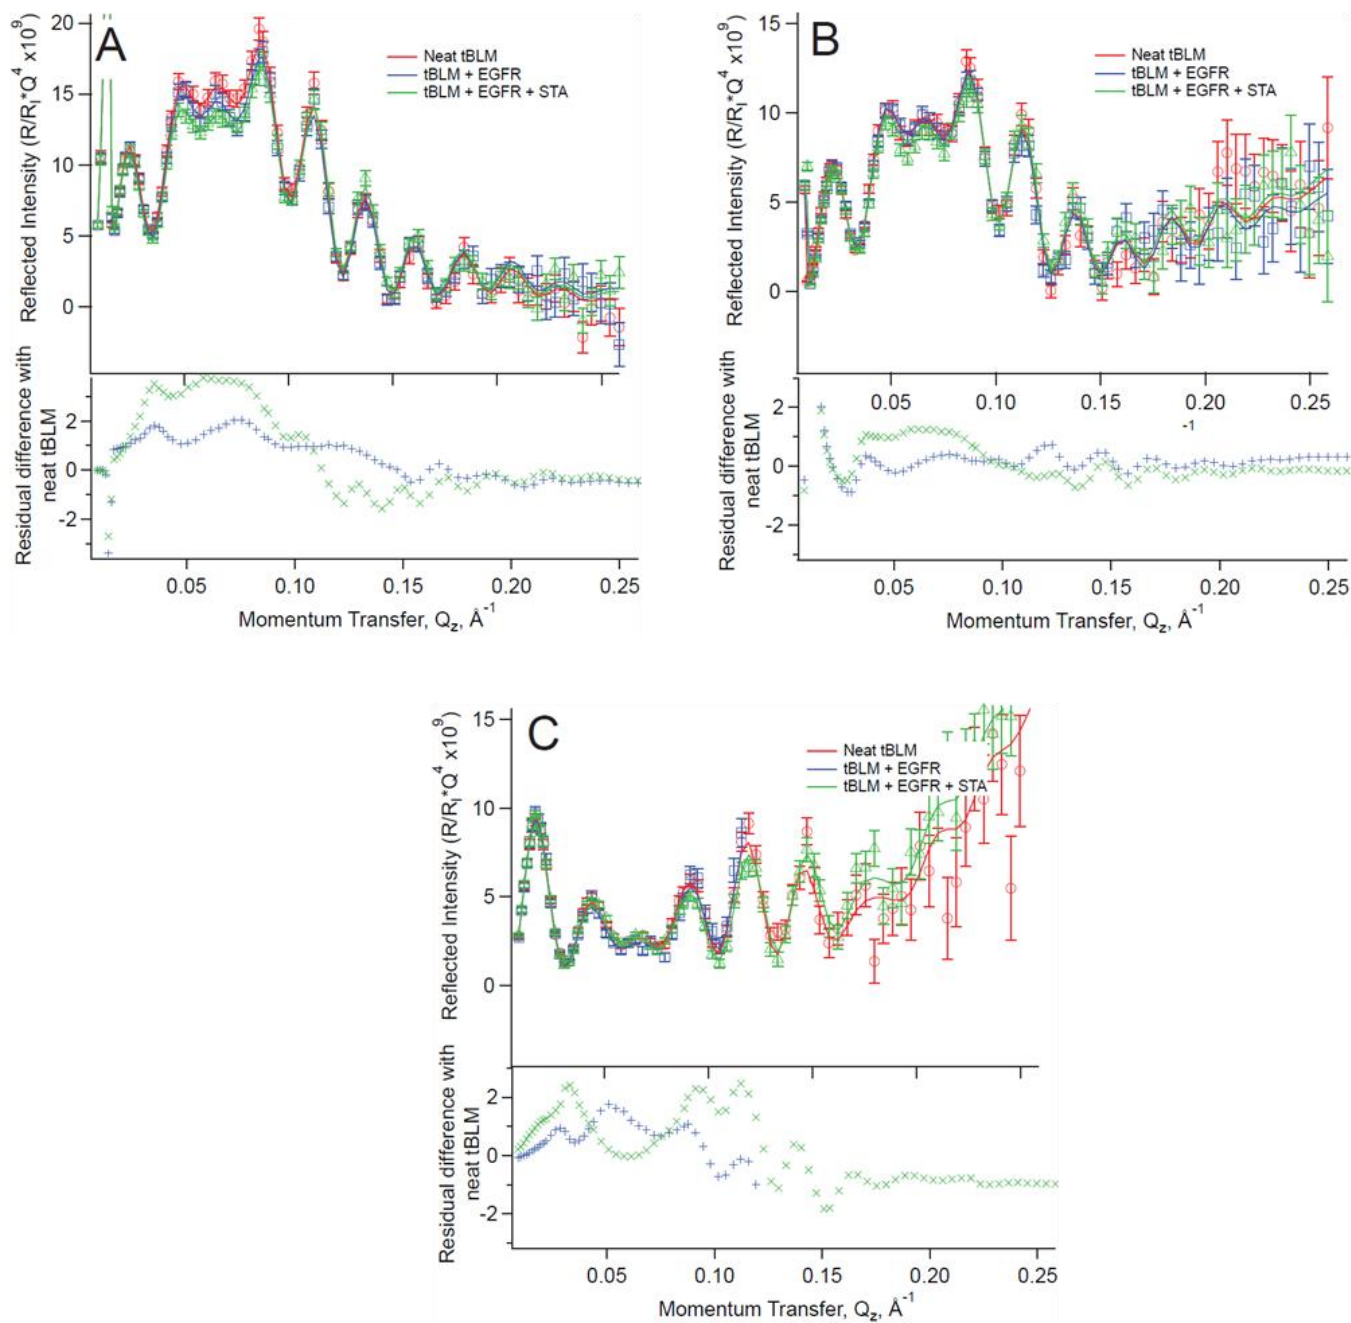 A
Reflected Intensity (R/R_I*Q^4 x10^9)
20
15
10
5
0
Neat tBLM
tBLM + EGFR
tBLM + EGFR + STA
Residual difference with
neat tBLM
2
0
-2
0.05 0.10 0.15 0.20 0.25
Momentum Transfer, Q_z, Å^-1
B
Reflected Intensity (R/R_I*Q^4 x10^9)
15
10
5
0
Neat tBLM
tBLM + EGFR
tBLM + EGFR + STA
0.05 0.10 0.15 0.20 0.25
-1
Residual difference with
neat tBLM
2
0
-2
0.05 0.10 0.15 0.20 0.25
Momentum Transfer, Q_z, Å^-1
C
Reflected Intensity (R/R_I*Q^4 x10^9)
15
10
5
0
Neat tBLM
tBLM + EGFR
tBLM + EGFR + STA
Residual difference with
neat tBLM
2
0
-2
0.05 0.10 0.15 0.20 0.25
Momentum Transfer, Q_z, Å^-1